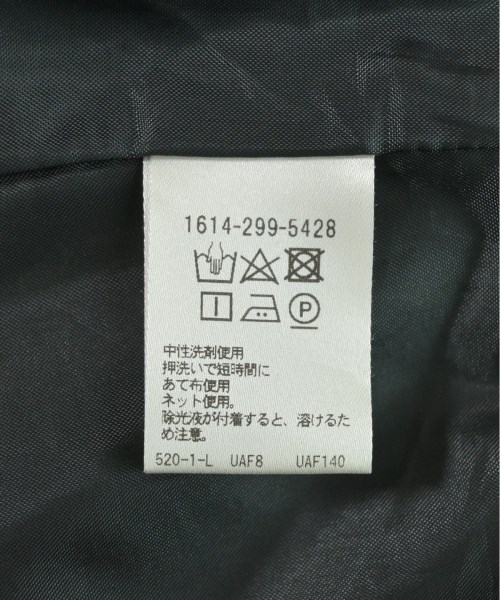 1614-299-5428
P
中性洗剤使用
押洗いで短時間に
あて布使用
ネット使用。
除光液が付着すると、溶けるた
め注意。
520-1-L UAF8 UAF140